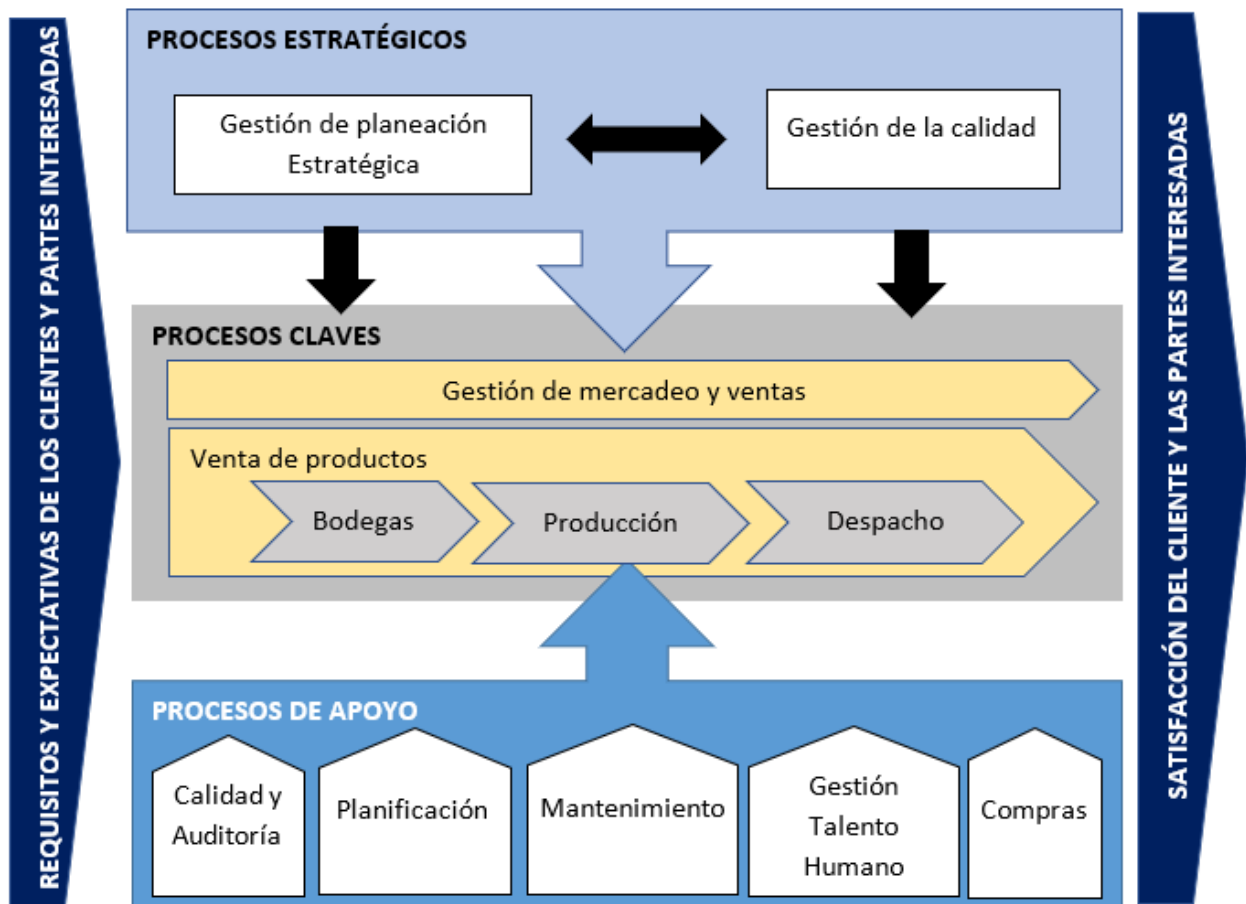 REQUISITOS Y EXPECTATIVAS DE LOS CLENTES Y PARTES INTERESADAS
PROCESOS ESTRATÉGICOS
Gestión de planeación
Estratégica
Gestión de la calidad
PROCESOS CLAVES
Gestión de mercadeo y ventas
Venta de productos
Bodegas
Producción
Despacho
PROCESOS DE APOYO
Calidad y
Auditoría
Planificación
Mantenimiento
Gestión
Talento
Humano
Compras
SATISFACCIÓN DEL CLIENTE Y LAS PARTES INTERESADAS